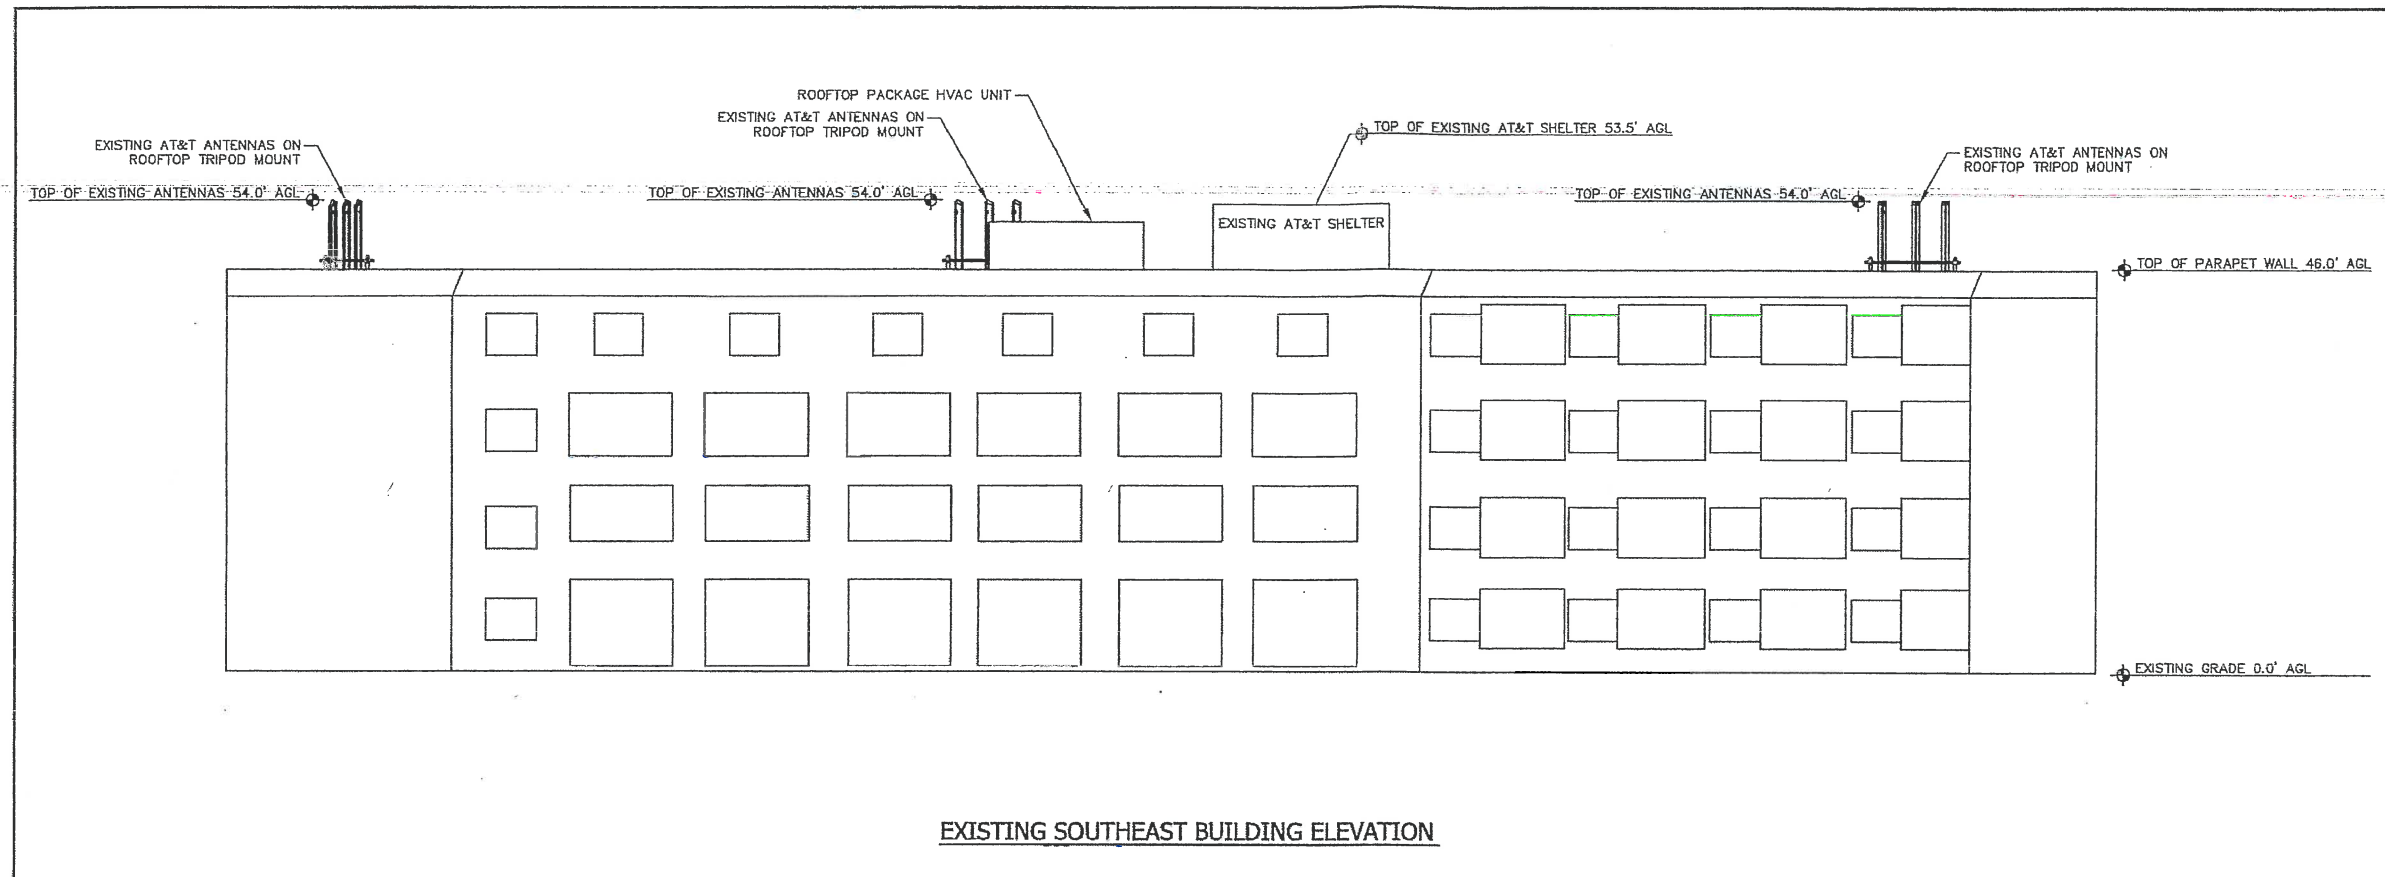 ROOFTOP PACKAGE HVAC UNIT
EXISTING AT&T ANTENNAS ON
ROOFTOP TRIPOD MOUNT
TOP OF EXISTING AT&T SHELTER 53.5' AGL
EXISTING AT&T ANTENNAS ON
ROOFTOP TRIPOD MOUNT
EXISTING AT&T ANTENNAS ON
ROOFTOP TRIPOD MOUNT
TOP OF EXISTING ANTENNAS 54.0' AGL
TOP OF EXISTING ANTENNAS 54.0' AGL
TOP OF EXISTING ANTENNAS 54.0' AGL
EXISTING AT&T SHELTER
TOP OF PARAPET WALL 46.0' AGL
EXISTING GRADE 0.0' AGL
EXISTING SOUTHEAST BUILDING ELEVATION